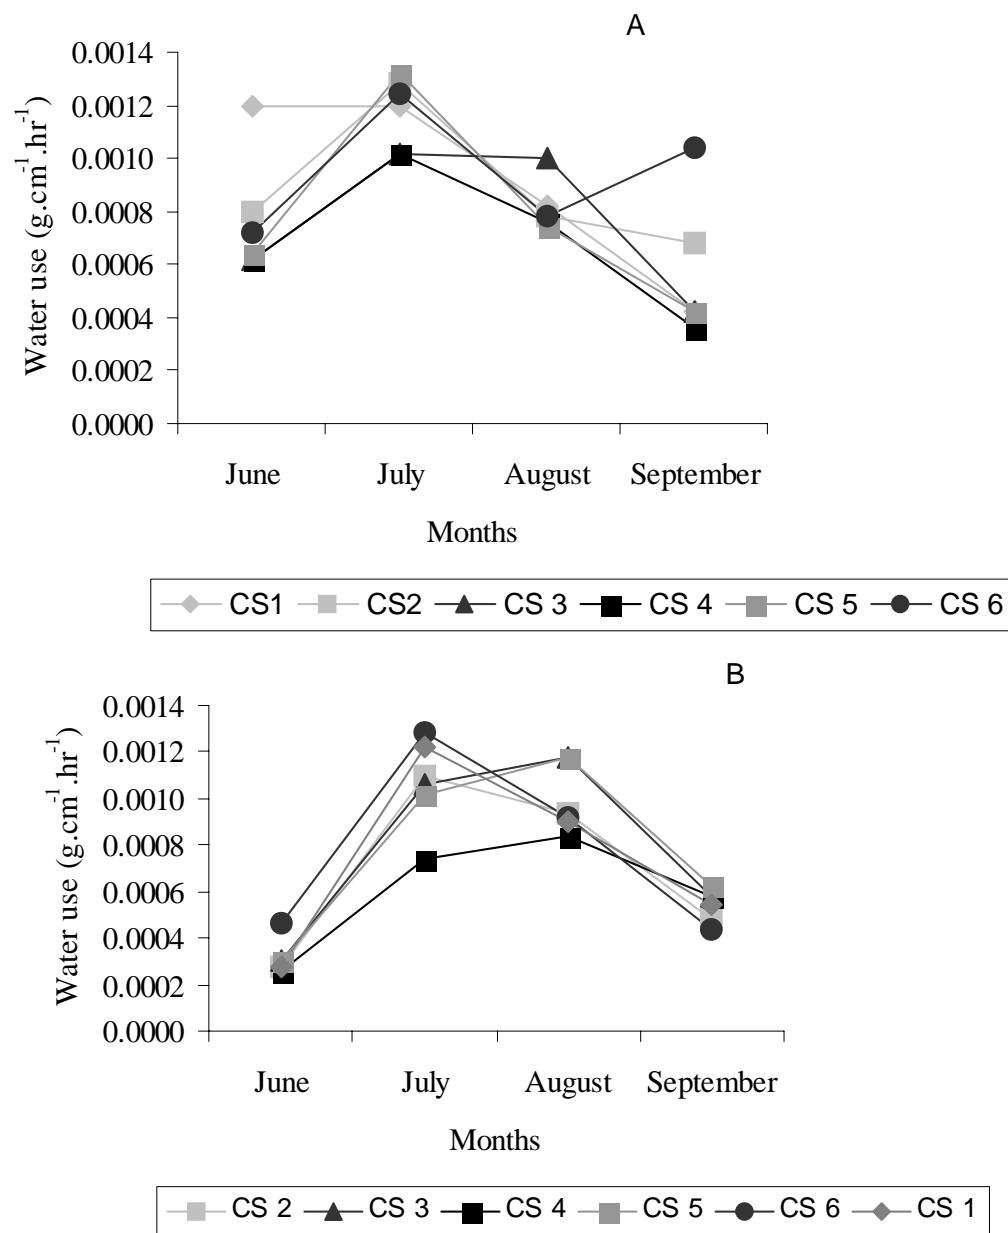 A
Water use (g.cm-1.hr-1)
0.0014
0.0012
0.0010
0.0008
0.0006
0.0004
0.0002
0.0000
June July August September
Months
CS1 CS2 CS 3 CS 4 CS 5 CS 6
B
Water use (g.cm-1.hr-1)
0.0014
0.0012
0.0010
0.0008
0.0006
0.0004
0.0002
0.0000
June July August September
Months
CS 2 CS 3 CS 4 CS 5 CS 6 CS 1